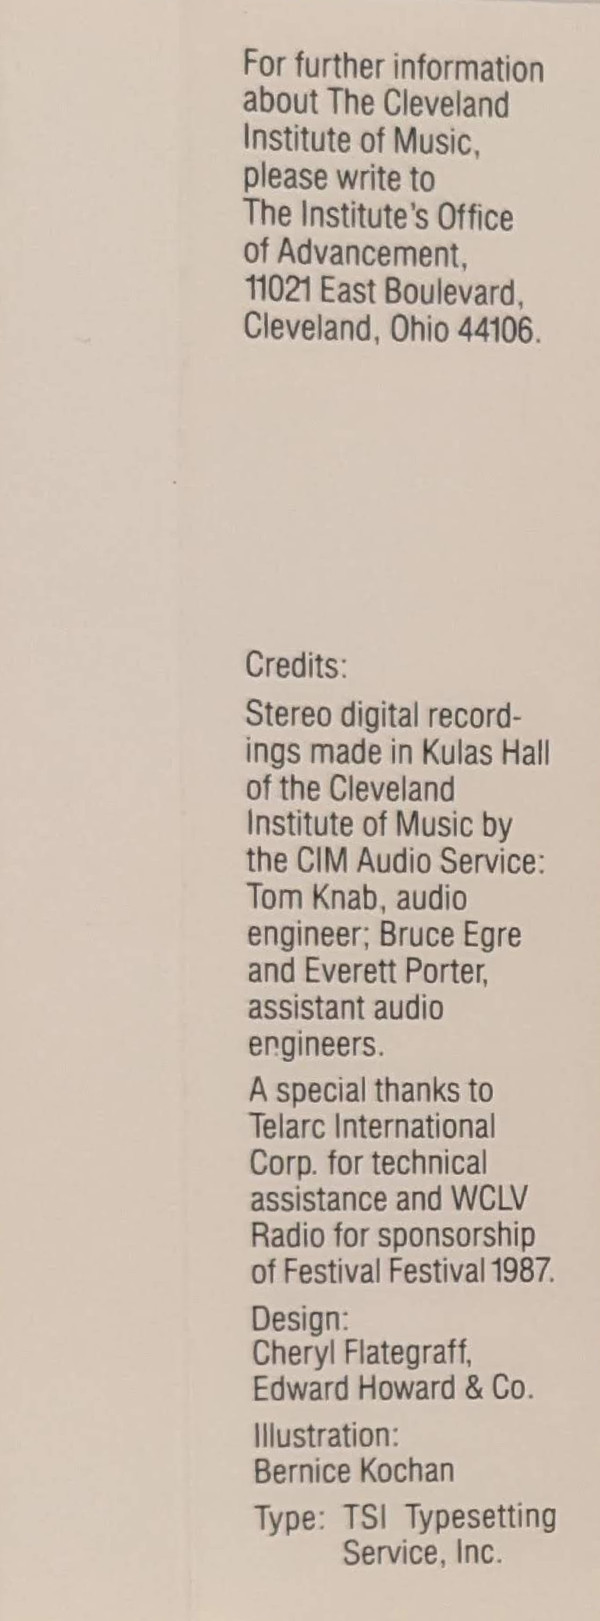 For further information
about The Cleveland
Institute of Music,
please write to
The Institute's Office
of Advancement,
11021 East Boulevard,
Cleveland, Ohio 44106.
Credits:
Stereo digital record-
ings made in Kulas Hall
of the Cleveland
Institute of Music by
the CIM Audio Service:
Tom Knab, audio
engineer; Bruce Egre
and Everett Porter,
assistant audio
engineers.
A special thanks to
Telarc International
Corp. for technical
assistance and WCLV
Radio for sponsorship
of Festival Festival 1987.
Design:
Cheryl Flategraff,
Edward Howard & Co.
Illustration:
Bernice Kochan
Type: TSI Typesetting
Service, Inc.